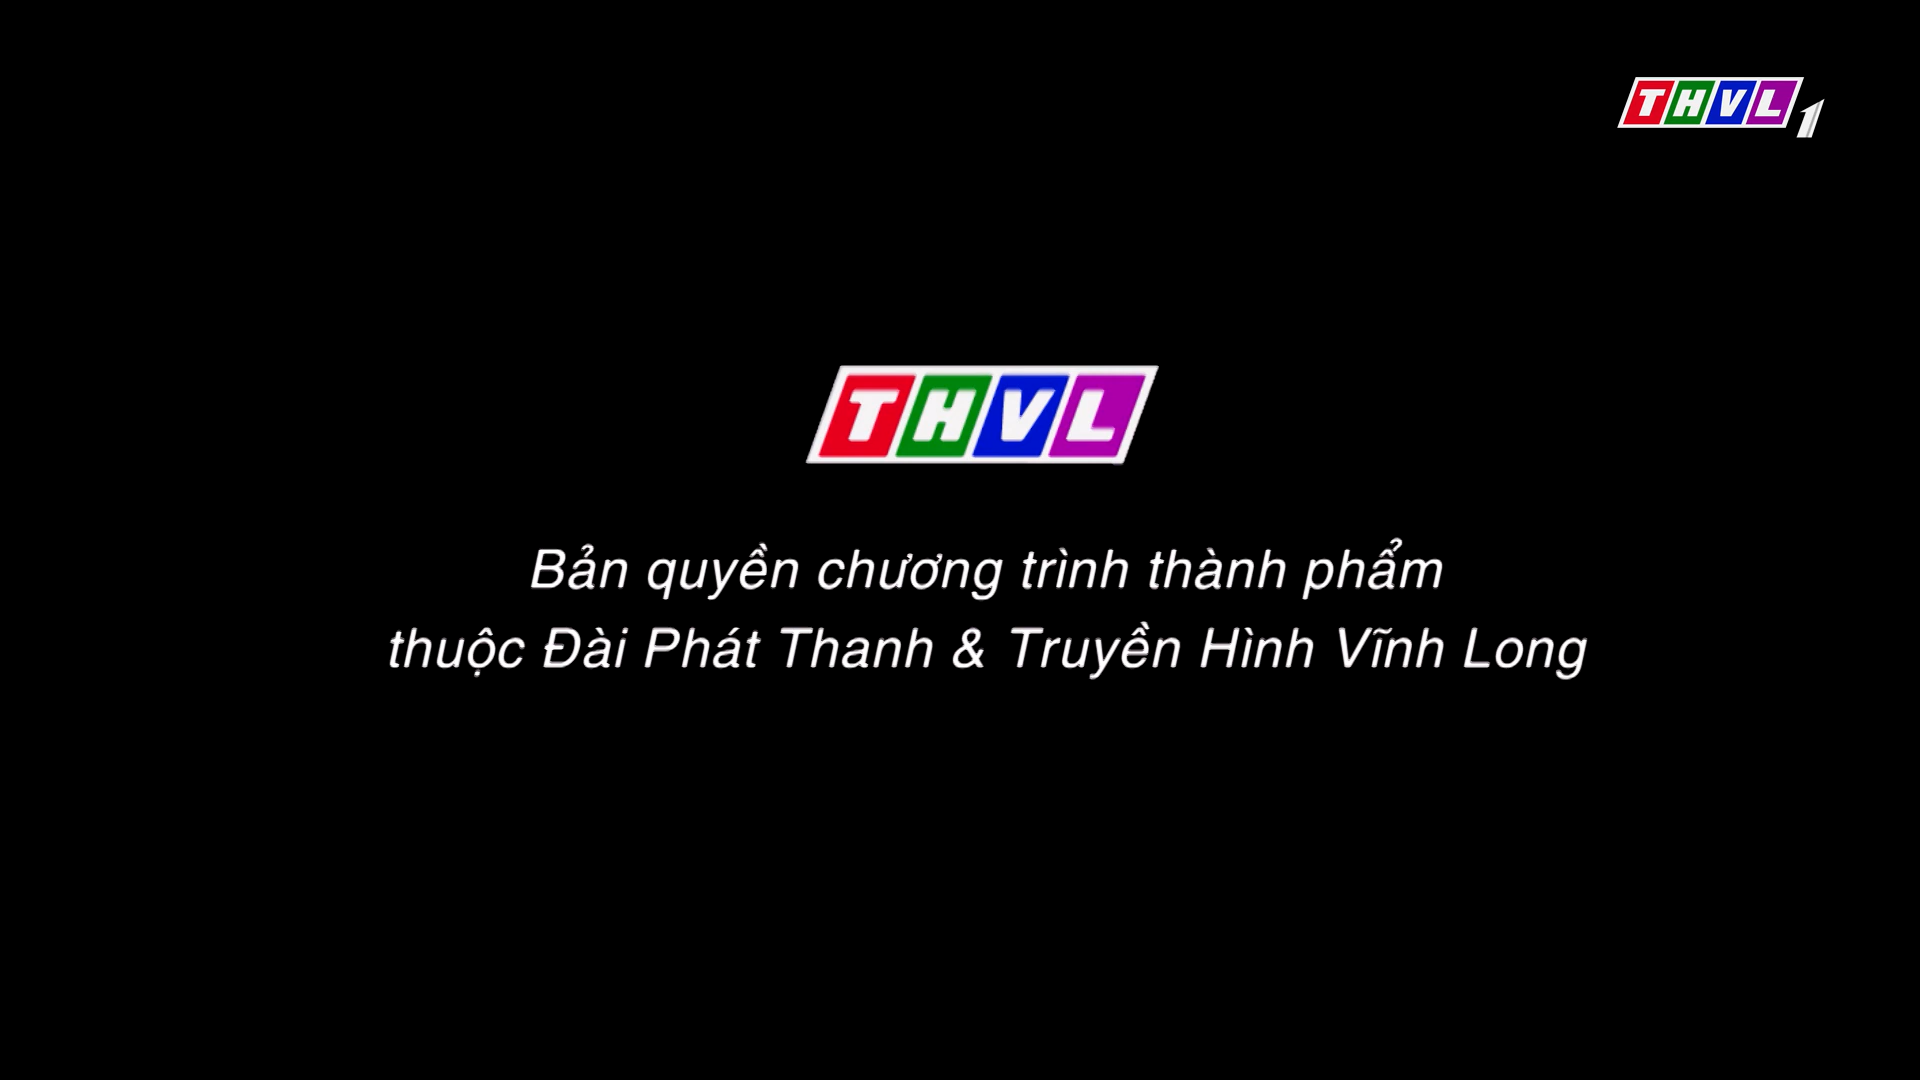 THVL1
THVL
Bản quyền chương trình thành phẩm
thuộc Đài Phát Thanh & Truyền Hình Vĩnh Long